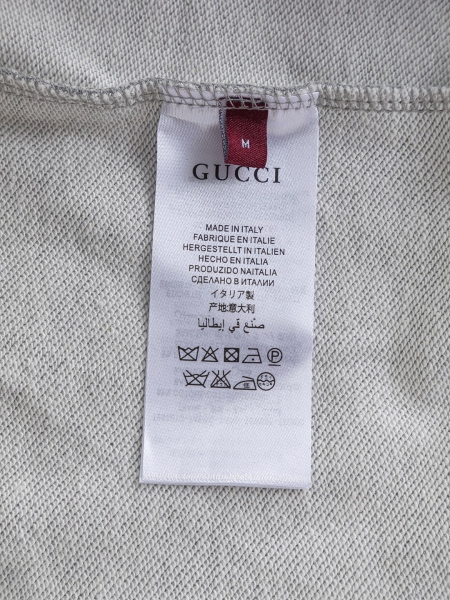 M
GUCCI
MADE IN ITALY
FABRIQUE EN ITALIE
HERGESTELLT IN ITALIEN
HECHO EN ITALIA
PRODUZIDO NAITALIA
СДЕЛАНО В ИТАЛИИ
イタリア製
产地:意大利
صنع في إيطاليا
P